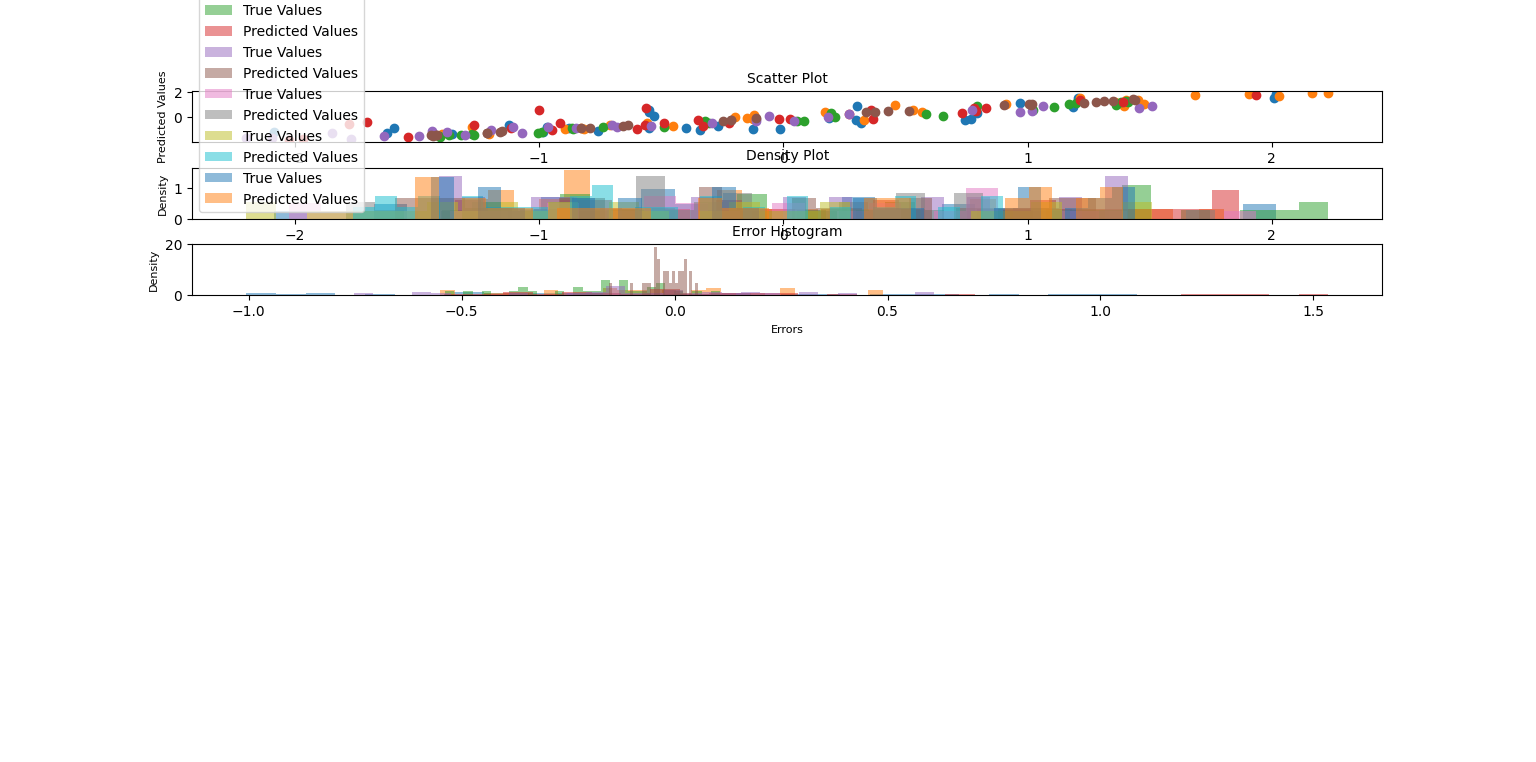 True Values
Predicted Values
True Values
Predicted Values
True Values
Predicted Values
True Values
Predicted Values
True Values
Predicted Values
Scatter Plot
Predicted Values
2
0
−2 −1 0 1 2
Density Plot
Density
1
0
−2 −1 0 1 2
Error Histogram
Density
20
0
−1.0 −0.5 0.0 0.5 1.0 1.5
Errors